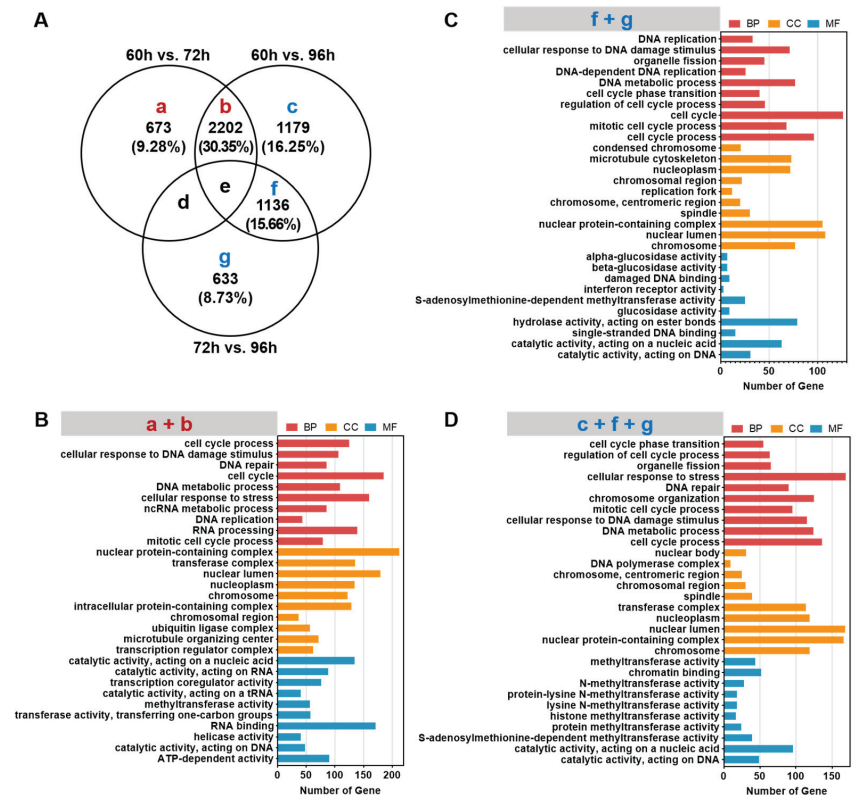 A
60h vs. 72h
60h vs. 96h
a
673
(9.28%)
b
2202
(30.35%)
c
1179
(16.25%)
d
e
f
1136
(15.66%)
g
633
(8.73%)
72h vs. 96h
B
a + b
BP CC MF
cell cycle process
cellular response to DNA damage stimulus
DNA repair
cell cycle
DNA metabolic process
cellular response to stress
ncRNA metabolic process
DNA replication
RNA processing
mitotic cell cycle process
nuclear protein-containing complex
transferase complex
nuclear lumen
nucleoplasm
chromosome
intracellular protein-containing complex
chromosomal region
ubiquitin ligase complex
microtubule organizing center
transcription regulator complex
catalytic activity, acting on a nucleic acid
catalytic activity, acting on RNA
transcription coregulator activity
catalytic activity, acting on a tRNA
methyltransferase activity
transferase activity, transferring one-carbon groups
RNA binding
helicase activity
catalytic activity, acting on DNA
ATP-dependent activity
0 50 100 150 200
Number of Gene
C
f + g
BP CC MF
DNA replication
cellular response to DNA damage stimulus
organelle fission
DNA-dependent DNA replication
DNA metabolic process
cell cycle phase transition
regulation of cell cycle process
cell cycle
mitotic cell cycle process
cell cycle process
condensed chromosome
microtubule cytoskeleton
nucleoplasm
chromosomal region
replication fork
chromosome, centromeric region
spindle
nuclear protein-containing complex
nuclear lumen
chromosome
alpha-glucosidase activity
beta-glucosidase activity
damaged DNA binding
interferon receptor activity
S-adenosylmethionine-dependent methyltransferase activity
glucosidase activity
hydrolase activity, acting on ester bonds
single-stranded DNA binding
catalytic activity, acting on a nucleic acid
catalytic activity, acting on DNA
0 50 100
Number of Gene
D
c + f + g
BP CC MF
cell cycle phase transition
regulation of cell cycle process
organelle fission
cellular response to stress
DNA repair
chromosome organization
mitotic cell cycle process
cellular response to DNA damage stimulus
DNA metabolic process
cell cycle process
nuclear body
DNA polymerase complex
chromosome, centromeric region
chromosomal region
spindle
transferase complex
nucleoplasm
nuclear lumen
nuclear protein-containing complex
chromosome
methyltransferase activity
chromatin binding
N-methyltransferase activity
protein-lysine N-methyltransferase activity
lysine N-methyltransferase activity
histone methyltransferase activity
protein methyltransferase activity
S-adenosylmethionine-dependent methyltransferase activity
catalytic activity, acting on a nucleic acid
catalytic activity, acting on DNA
0 50 100 150
Number of Gene